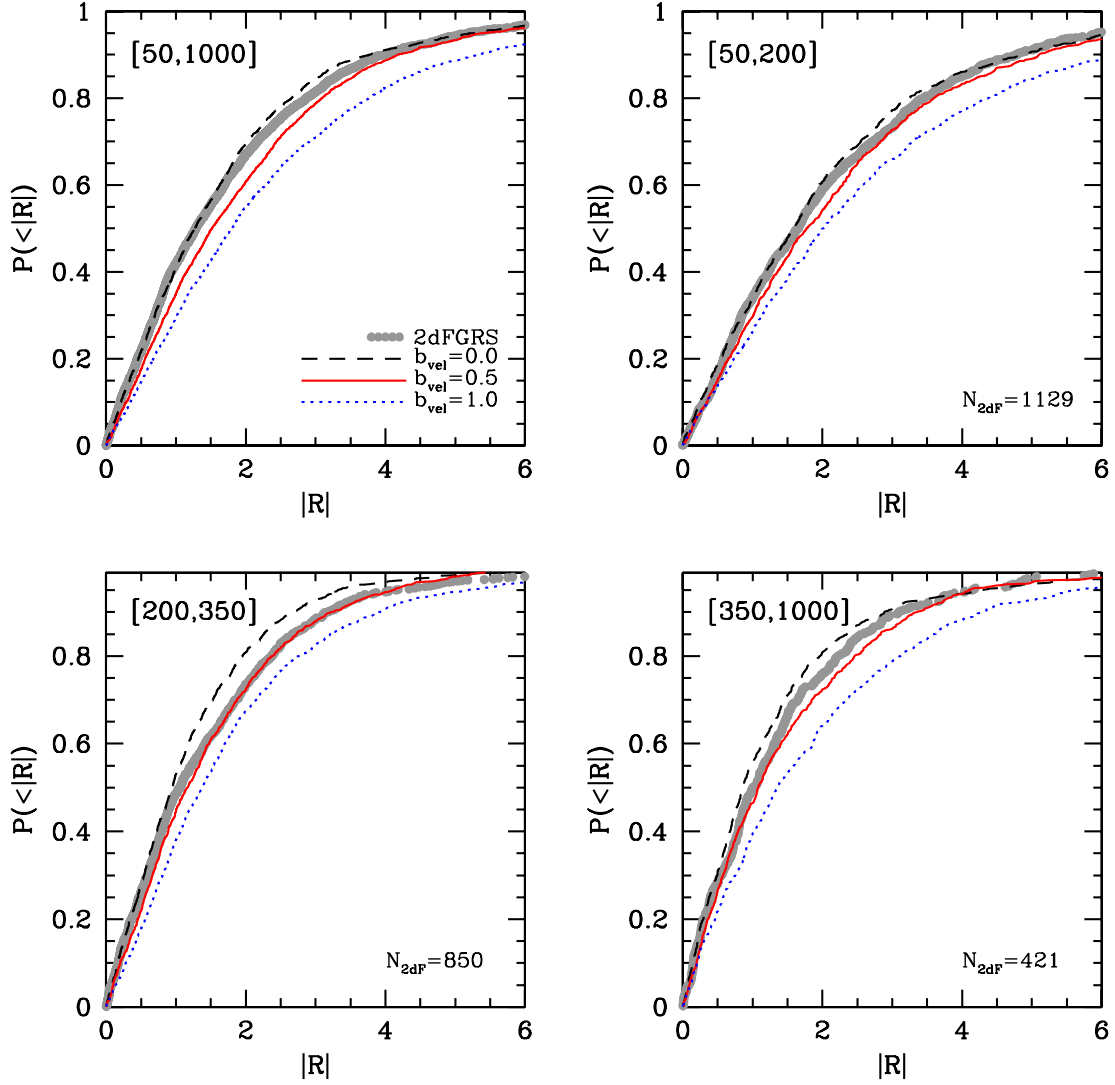 1
0.8
0.6
0.4
0.2
0
[50,1000]
P(<|R|)
2dFGRS
b_vel=0.0
b_vel=0.5
b_vel=1.0
0 2 4 6
|R|
1
0.8
0.6
0.4
0.2
0
[50,200]
P(<|R|)
N_2dF=1129
0 2 4 6
|R|
0.8
0.6
0.4
0.2
0
[200,350]
P(<|R|)
N_2dF=850
0 2 4 6
|R|
0.8
0.6
0.4
0.2
0
[350,1000]
P(<|R|)
N_2dF=421
0 2 4 6
|R|